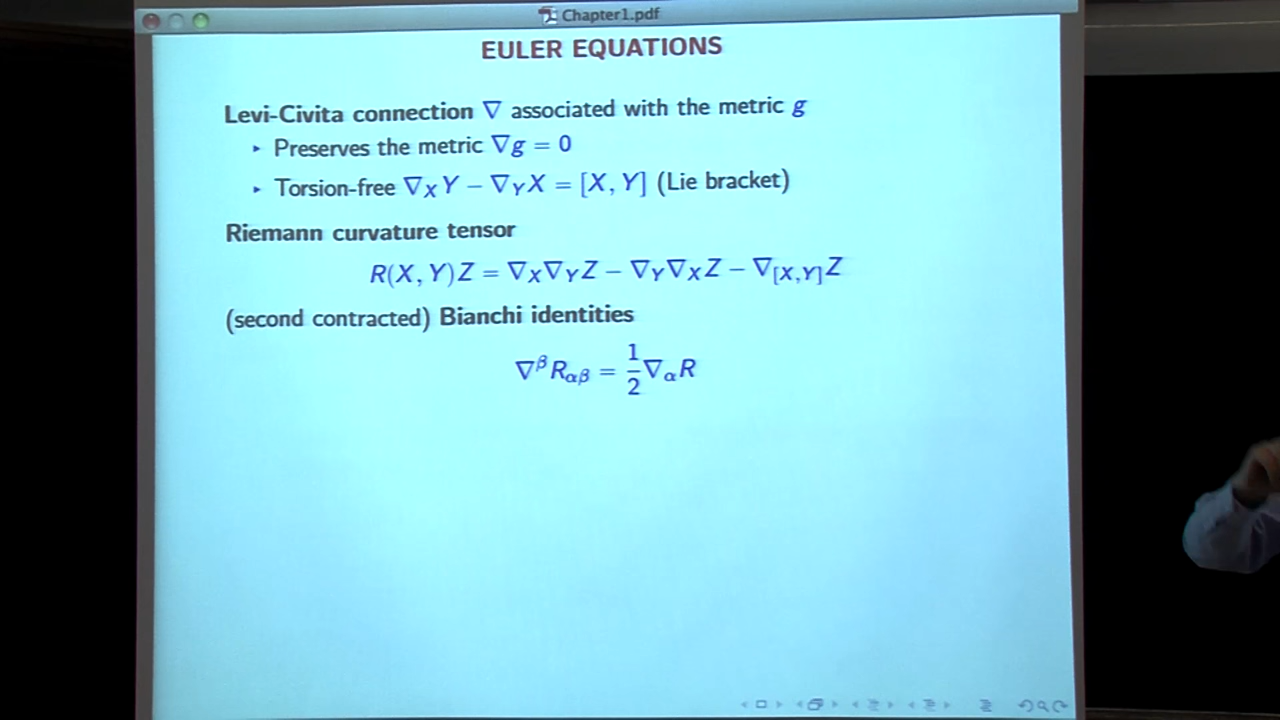 Chapter1.pdf
EULER EQUATIONS
Levi-Civita connection ∇ associated with the metric g
▸ Preserves the metric ∇g = 0
▸ Torsion-free ∇_X Y − ∇_Y X = [X, Y] (Lie bracket)
Riemann curvature tensor
R(X, Y)Z = ∇_X∇_Y Z − ∇_Y∇_X Z − ∇_[X,Y] Z
(second contracted) Bianchi identities
∇^β R_αβ = 1/2 ∇_α R